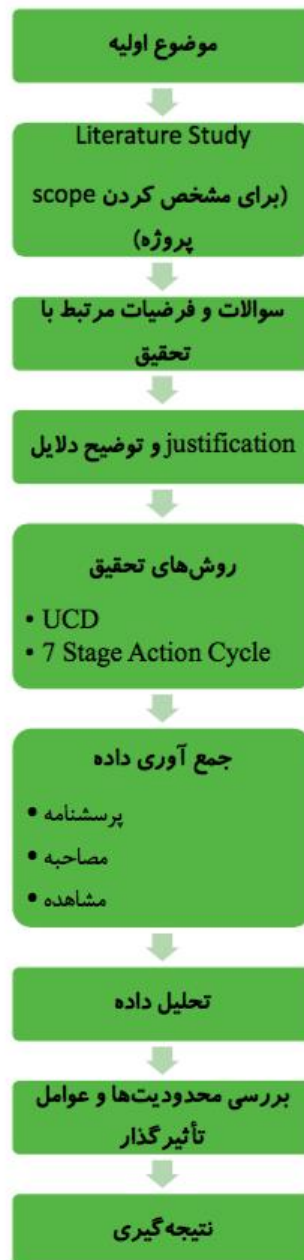 موضوع اولیه
Literature Study
(برای مشخص کردن scope
پروژه)
سوالات و فرضیات مرتبط با
تحقیق
justification و توضیح دلایل
روش‌های تحقیق
• UCD
• 7 Stage Action Cycle
جمع آوری داده
• پرسشنامه
• مصاحبه
• مشاهده
تحلیل داده
بررسی محدودیت‌ها و عوامل
تأثیرگذار
نتیجه‌گیری